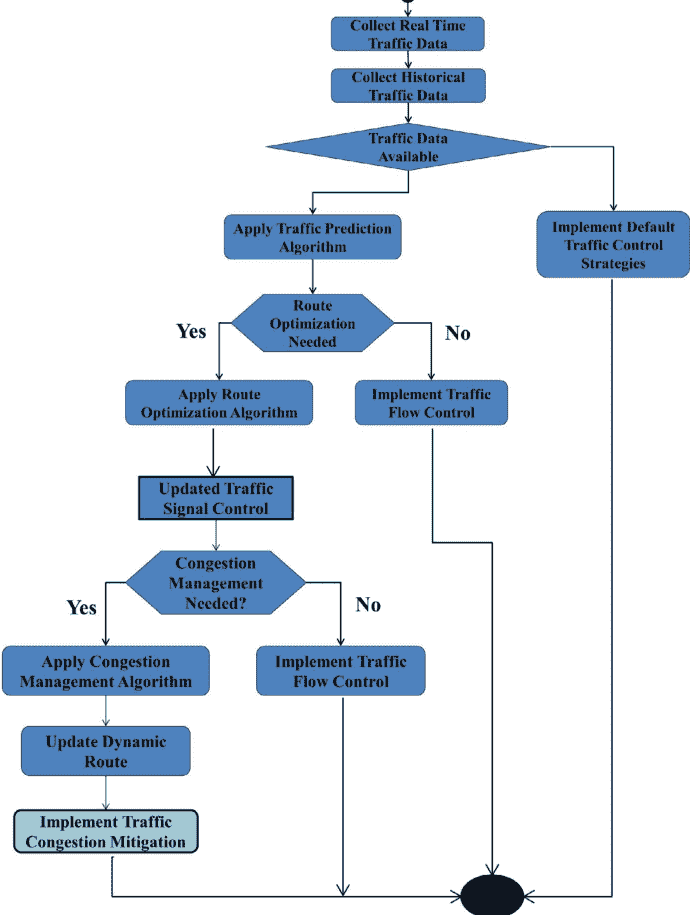 Collect Real Time
Traffic Data
Collect Historical
Traffic Data
Traffic Data
Available
Apply Traffic Prediction
Algorithm
Implement Default
Traffic Control
Strategies
Route
Optimization
Needed
Yes
No
Apply Route
Optimization Algorithm
Implement Traffic
Flow Control
Updated Traffic
Signal Control
Congestion
Management
Needed?
Yes
No
Apply Congestion
Management Algorithm
Implement Traffic
Flow Control
Update Dynamic
Route
Implement Traffic
Congestion Mitigation